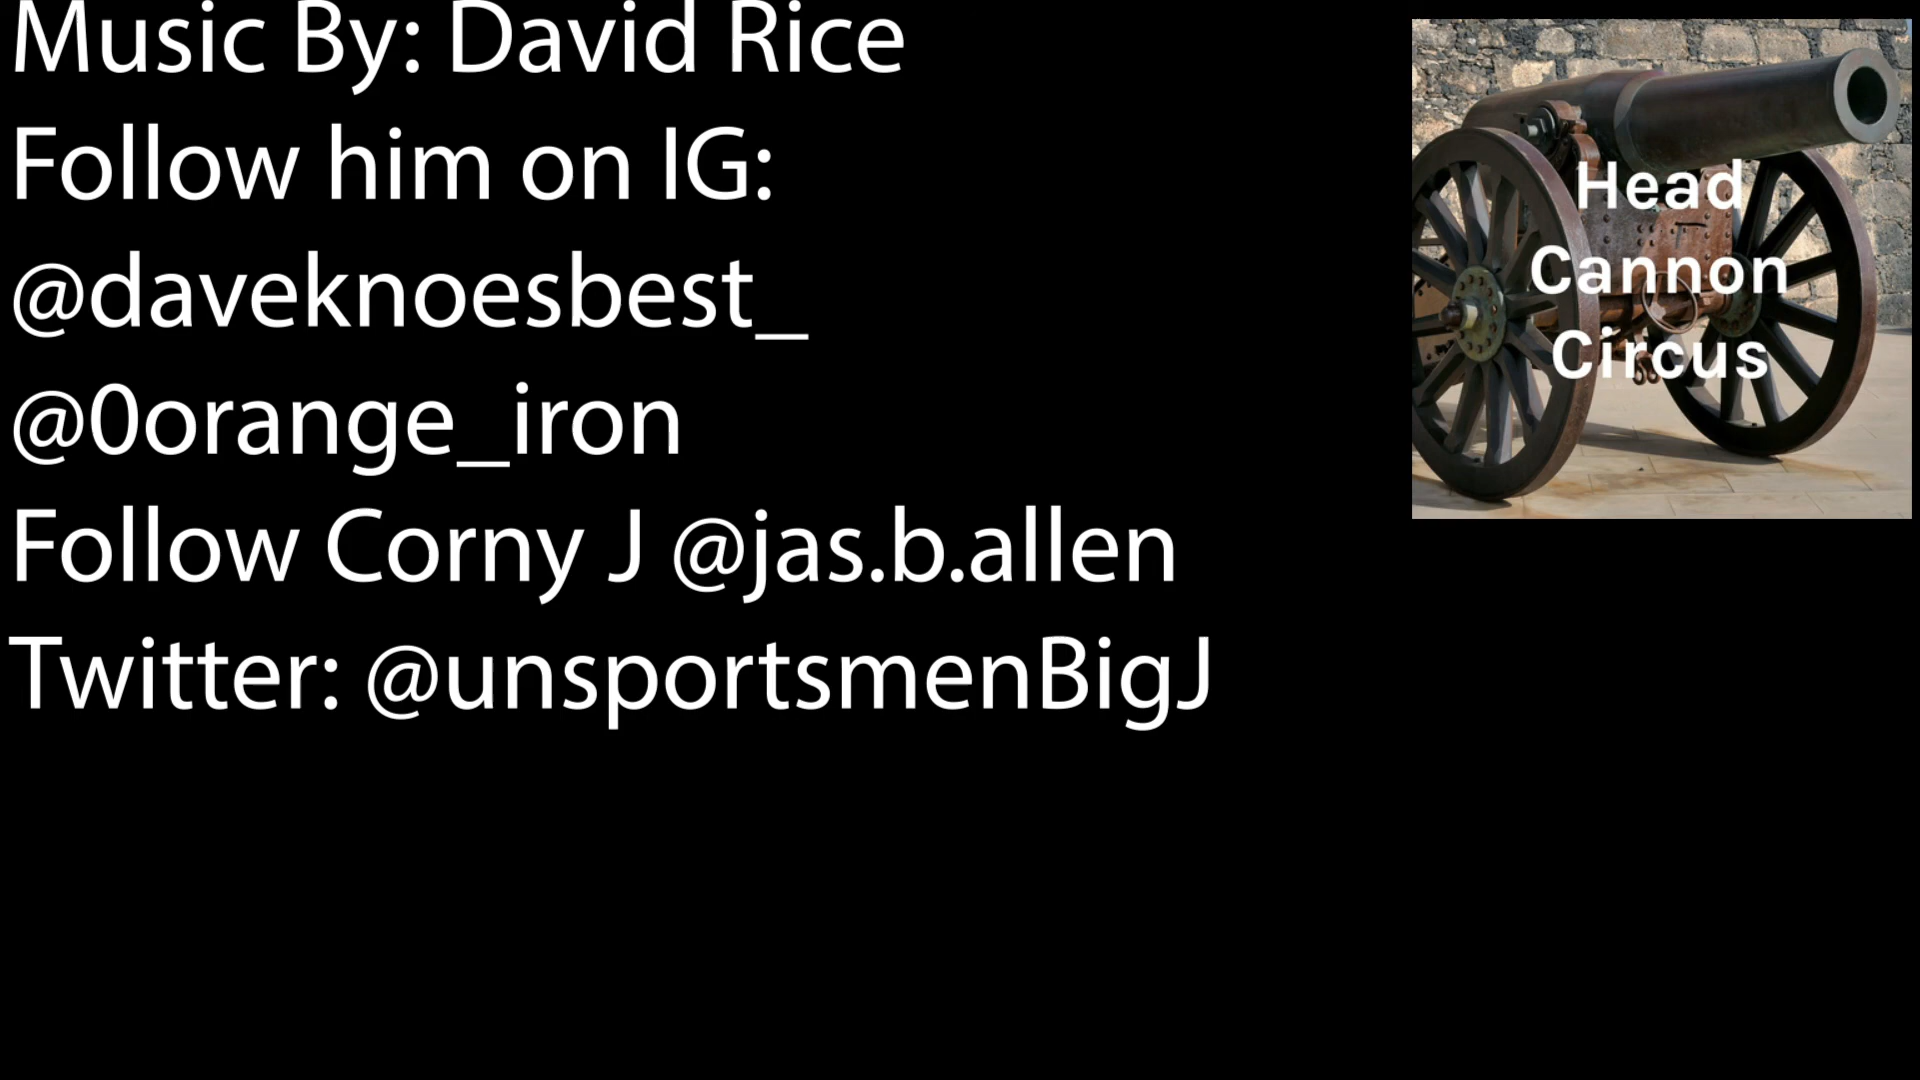 Music By: David Rice
Follow him on IG:
@daveknoesbest_
@0orange_iron
Follow Corny J @jas.b.allen
Twitter: @unsportsmenBigJ
Head
Cannon
Circus